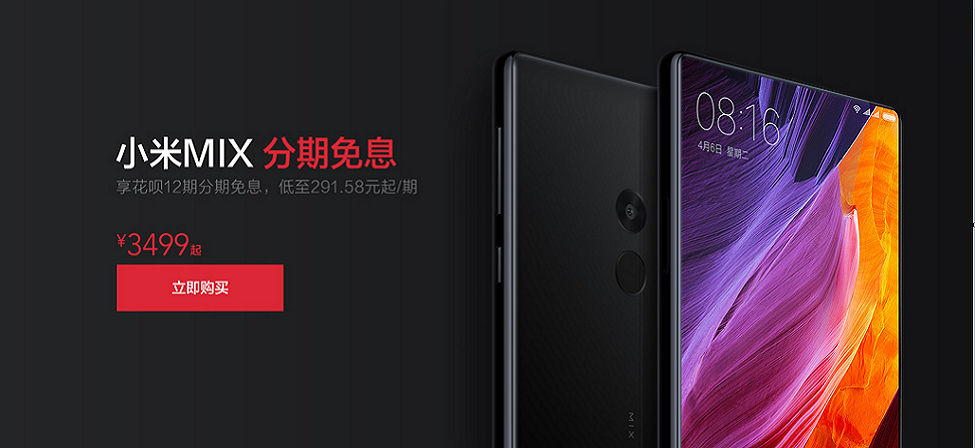 小米MIX 分期免息
享花呗12期分期免息，低至291.58元起/期
¥3499起
立即购买
MIX
08:16
4月6日 星期二